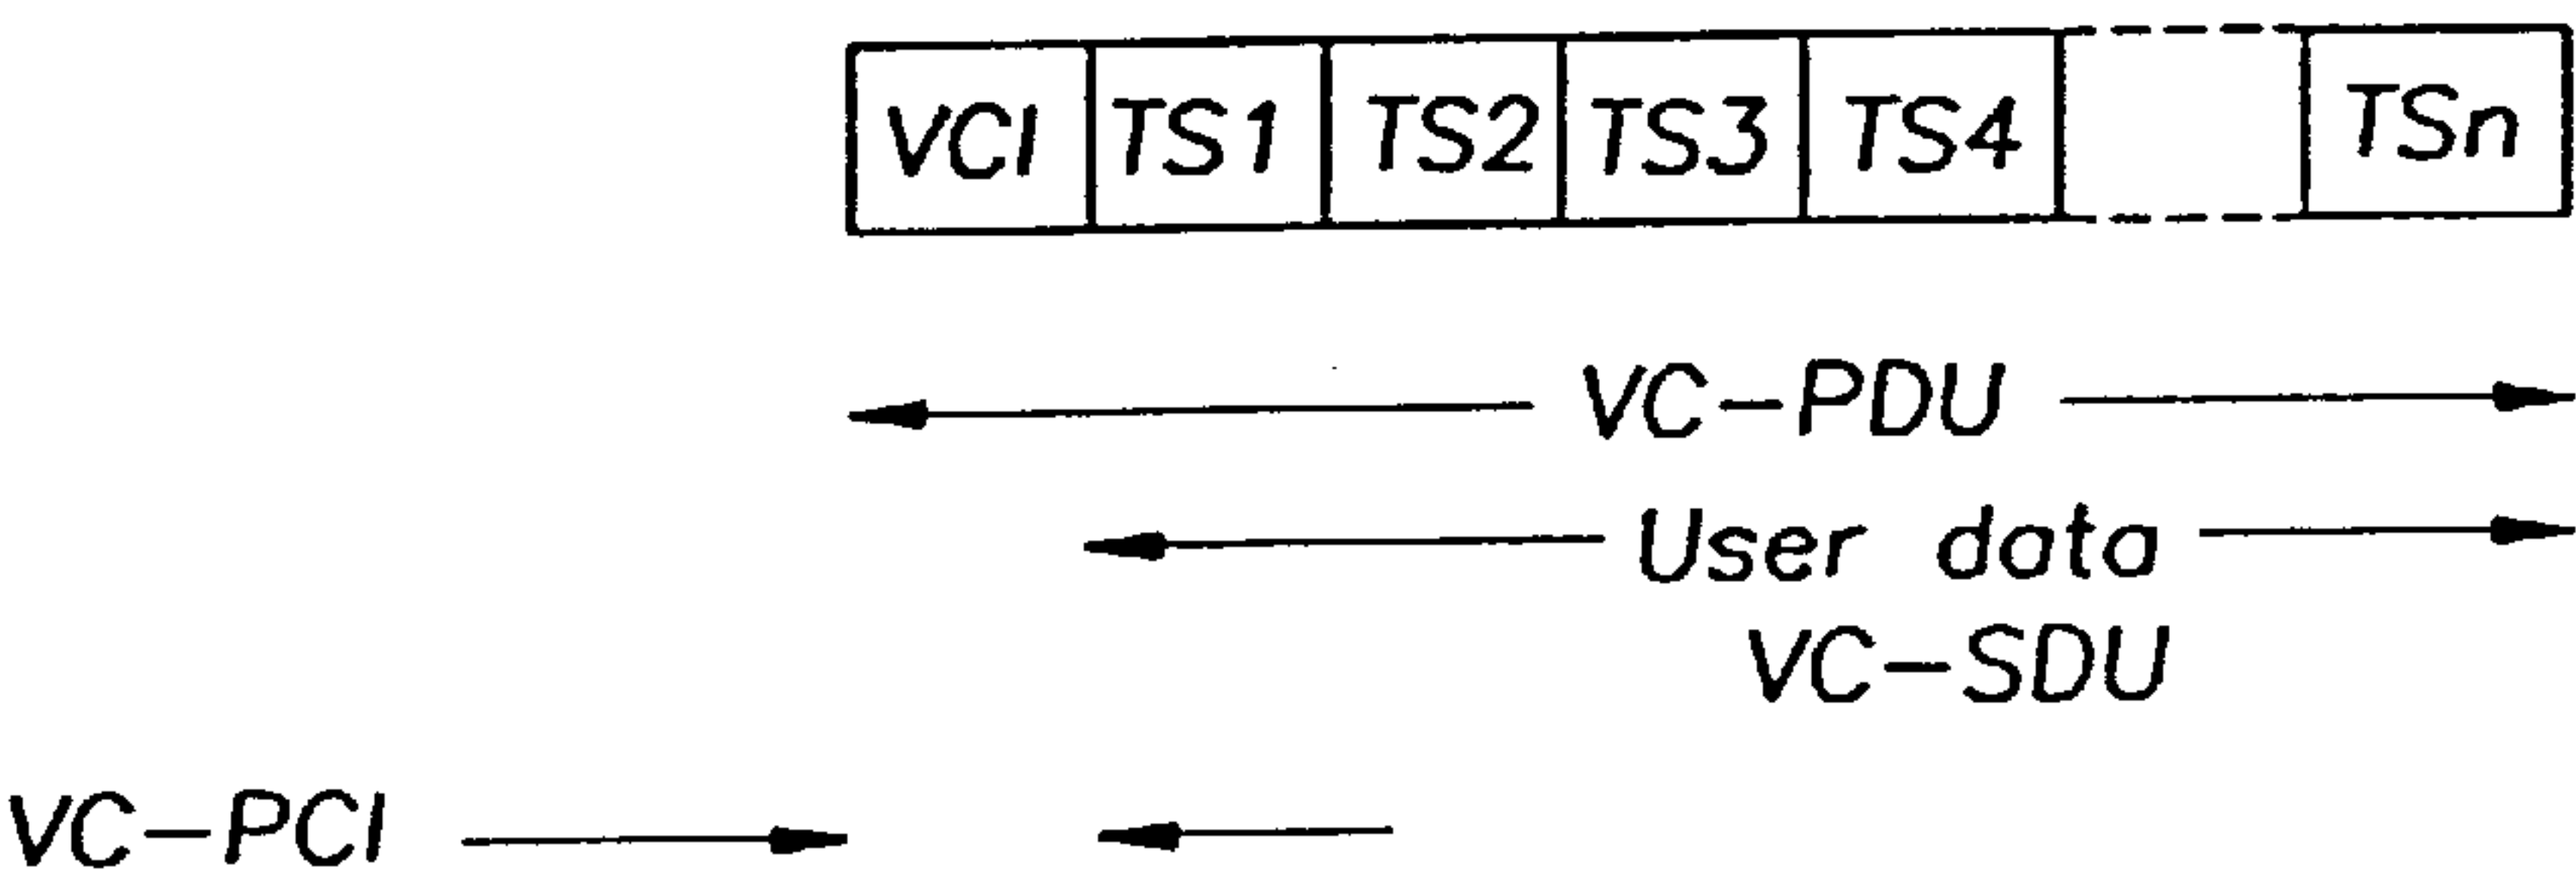 VCI TS1 TS2 TS3 TS4 TSn
VC-PDU
User data
VC-SDU
VC-PCI